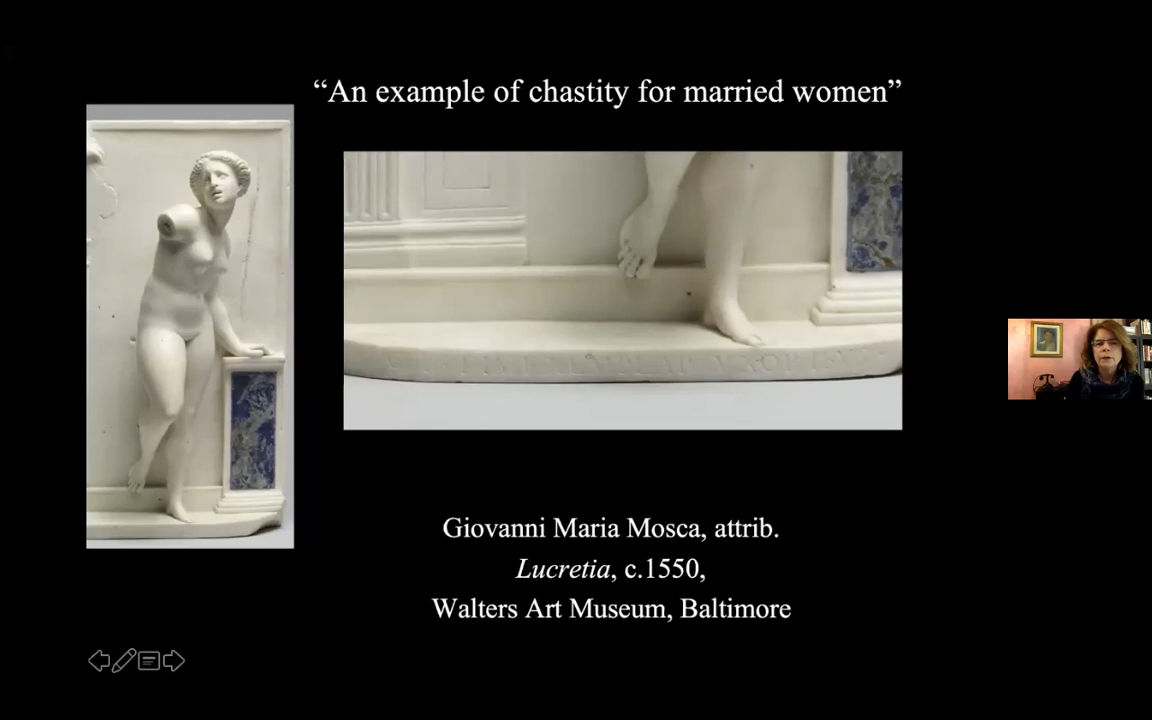 “An example of chastity for married women”
Giovanni Maria Mosca, attrib.
Lucretia, c.1550,
Walters Art Museum, Baltimore